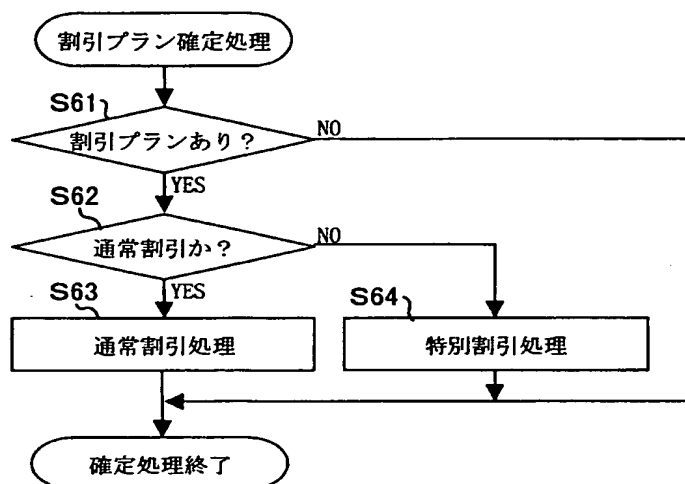 割引プラン確定処理
S61
割引プランあり?
NO
YES
S62
通常割引か?
NO
YES
S63
通常割引処理
S64
特別割引処理
確定処理終了